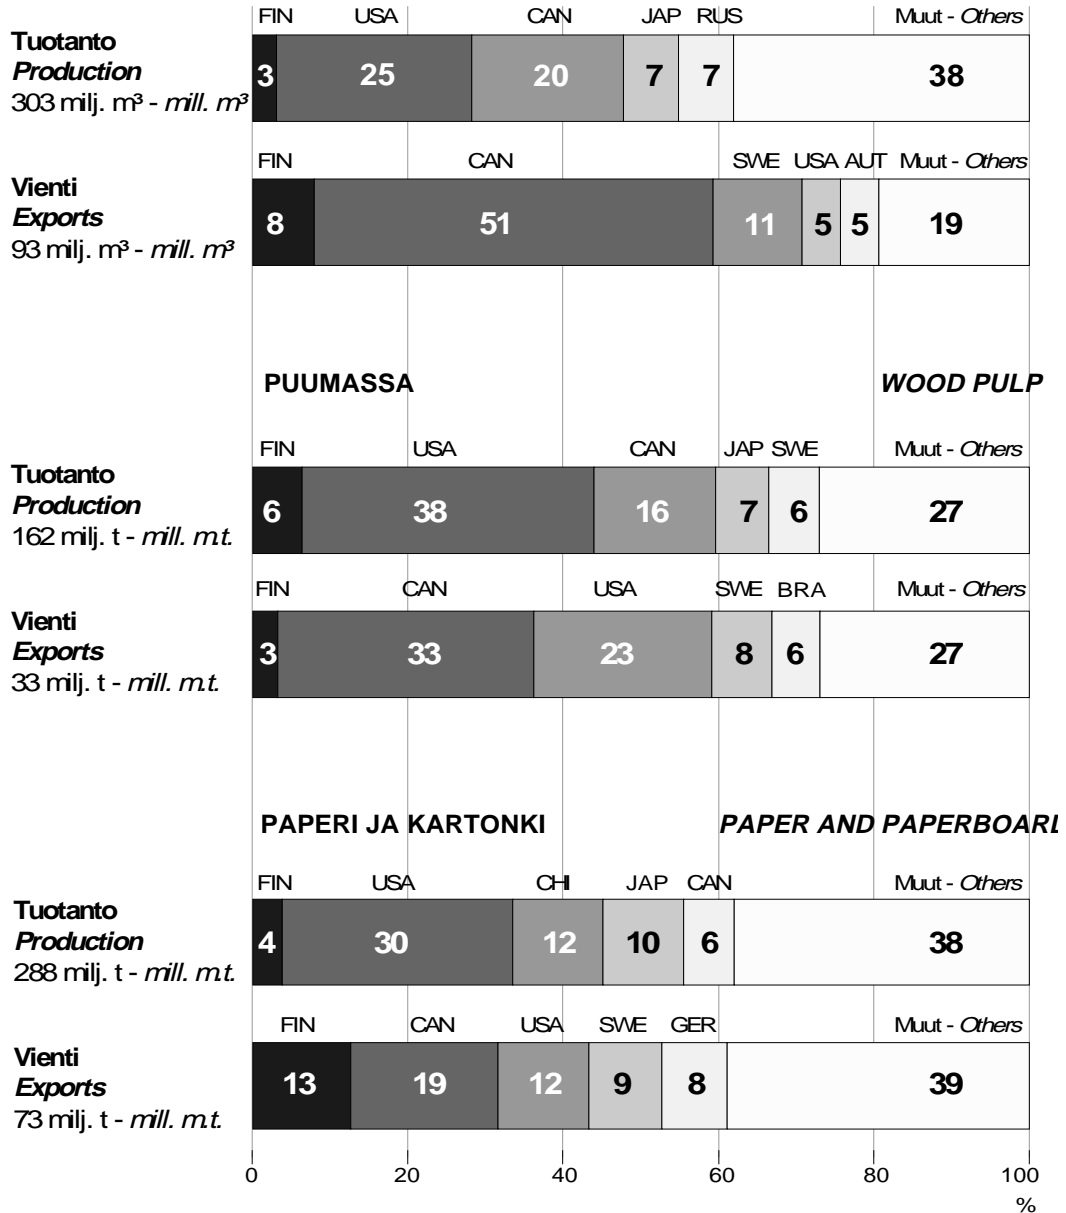 FIN USA CAN JAP RUS Muut - Others
Tuotanto
Production
303 milj. m³ - mill. m³
3 25 20 7 7 38
FIN CAN SWE USA AUT Muut - Others
Vienti
Exports
93 milj. m³ - mill. m³
8 51 11 5 5 19
PUUMASSA WOOD PULP
FIN USA CAN JAP SWE Muut - Others
Tuotanto
Production
162 milj. t - mill. m.t.
6 38 16 7 6 27
FIN CAN USA SWE BRA Muut - Others
Vienti
Exports
33 milj. t - mill. m.t.
3 33 23 8 6 27
PAPERI JA KARTONKI PAPER AND PAPERBOARD
FIN USA CHI JAP CAN Muut - Others
Tuotanto
Production
288 milj. t - mill. m.t.
4 30 12 10 6 38
FIN CAN USA SWE GER Muut - Others
Vienti
Exports
73 milj. t - mill. m.t.
13 19 12 9 8 39
0 20 40 60 80 100
%